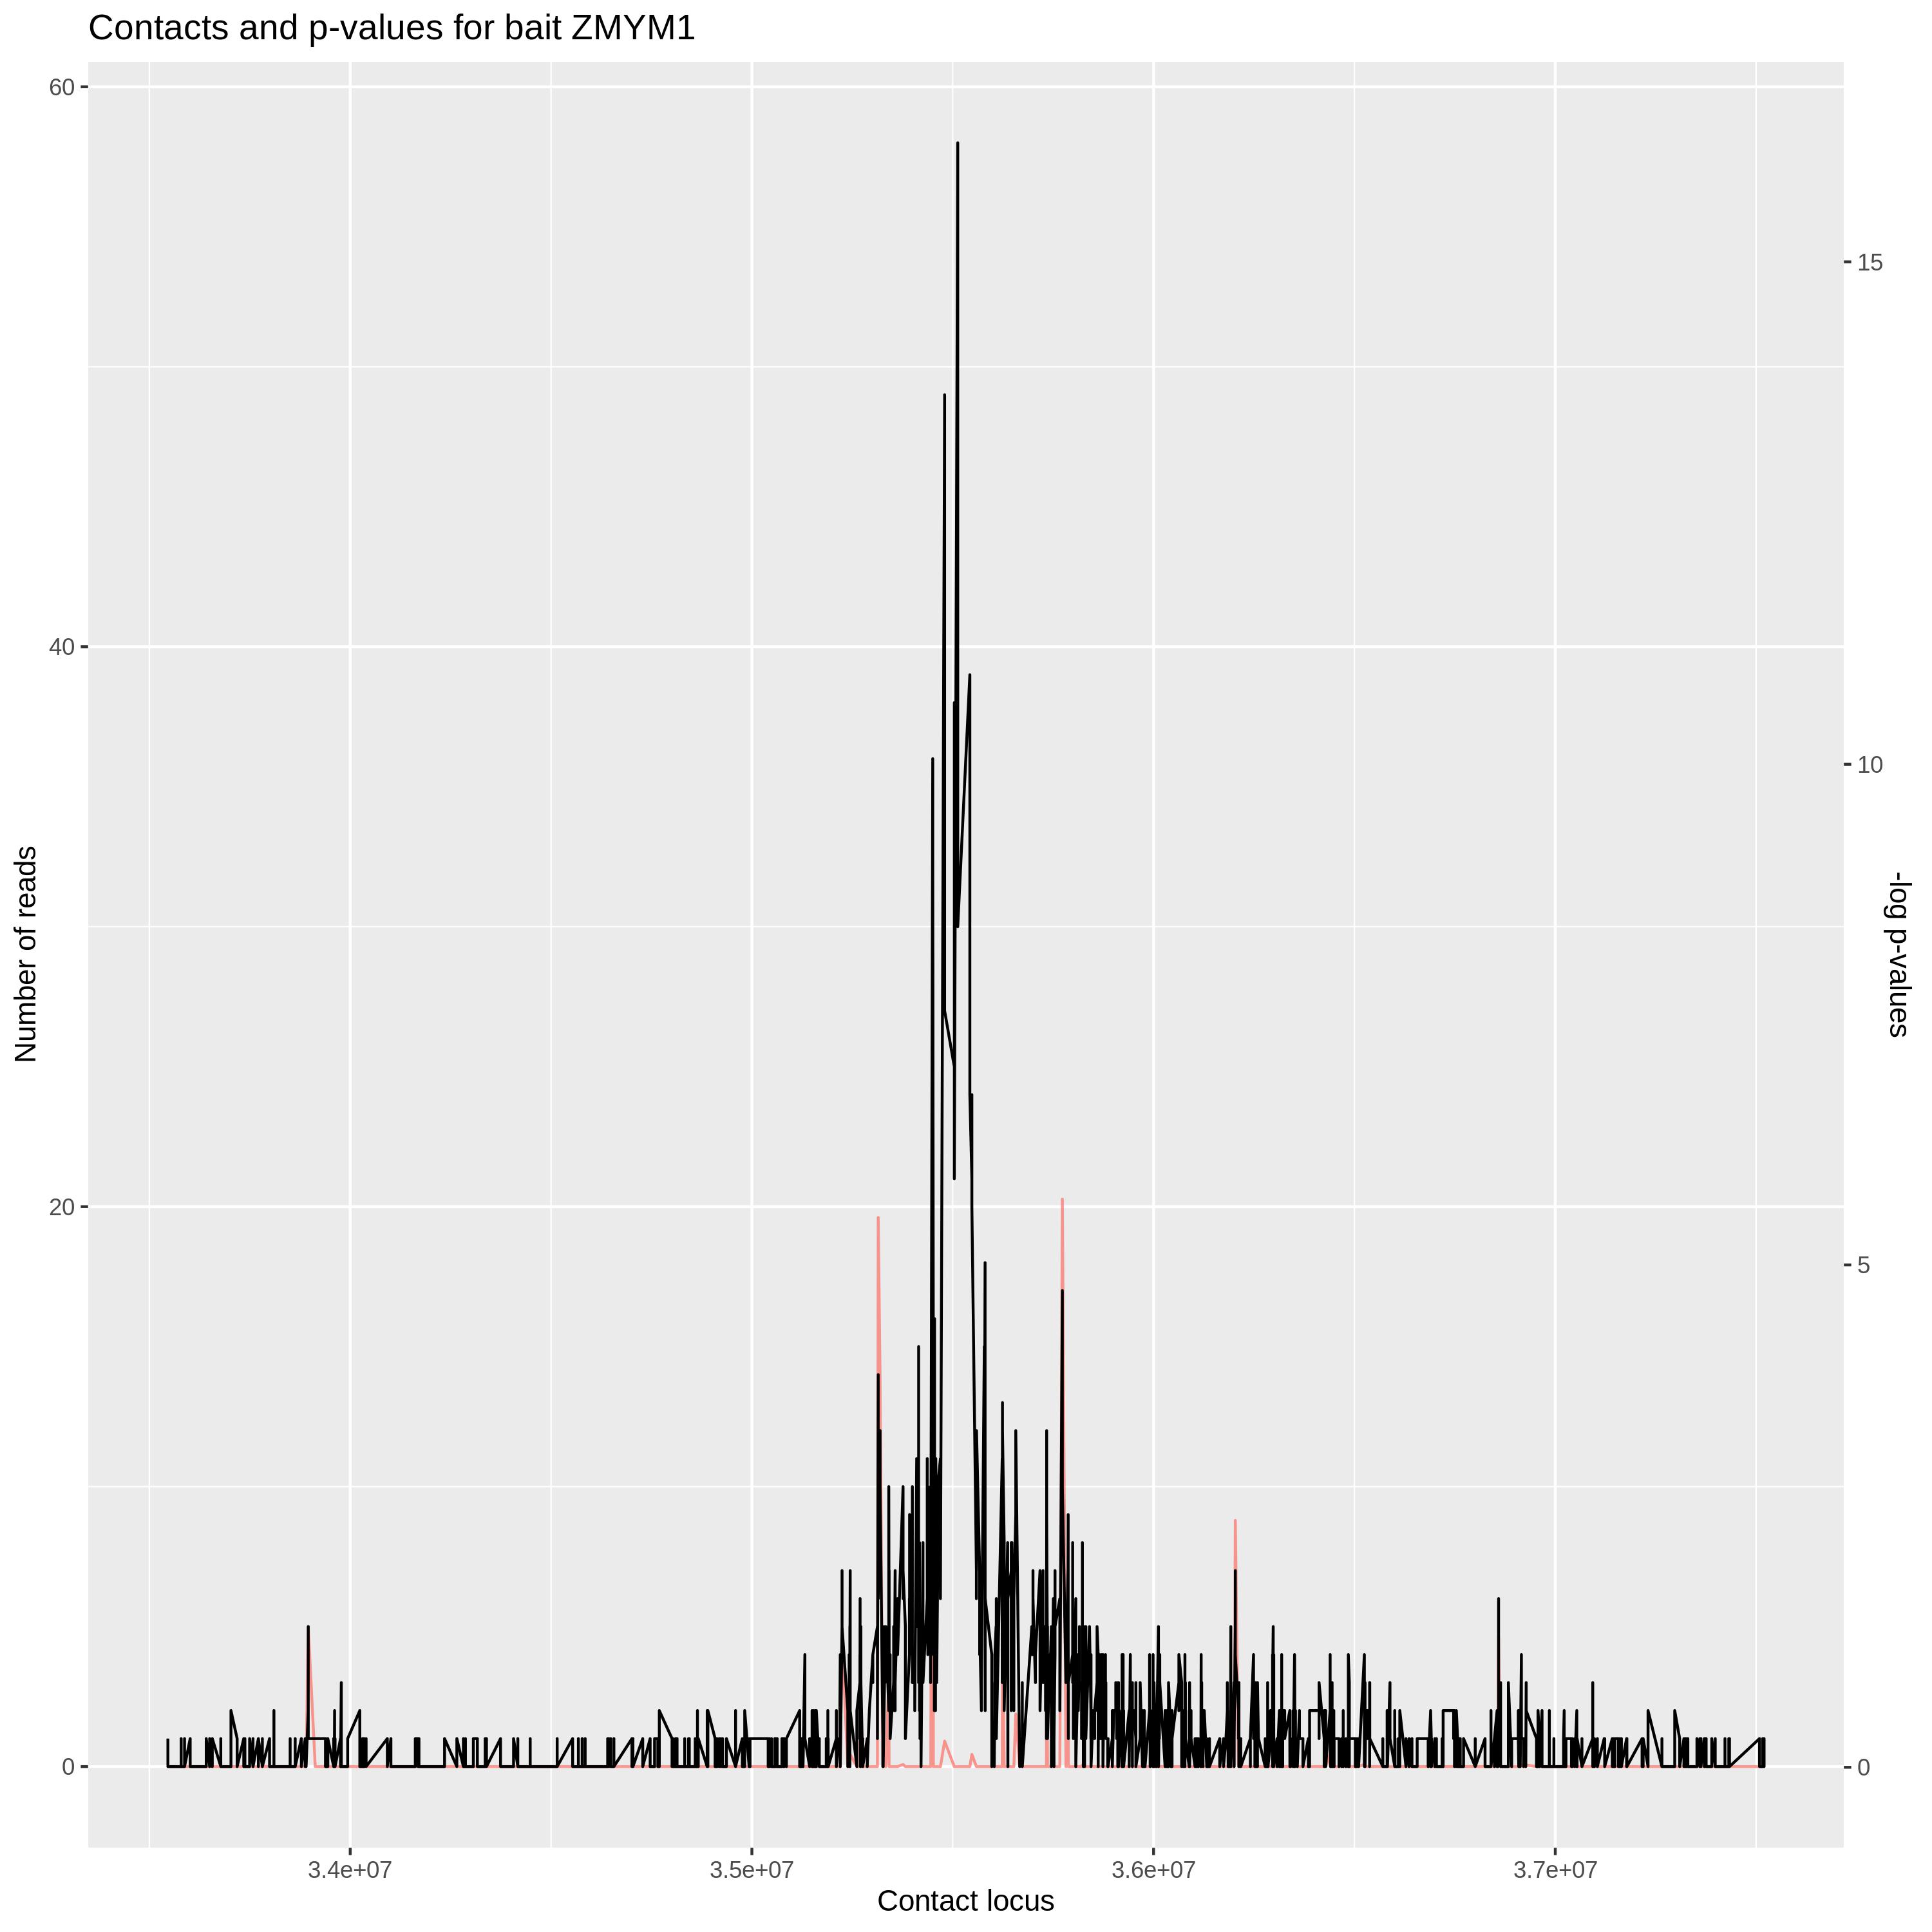 Contacts and p-values for bait ZMYM1
60
40
20
0
Number of reads
15
10
5
0
-log p-values
3.4e+07
3.5e+07
3.6e+07
3.7e+07
Contact locus